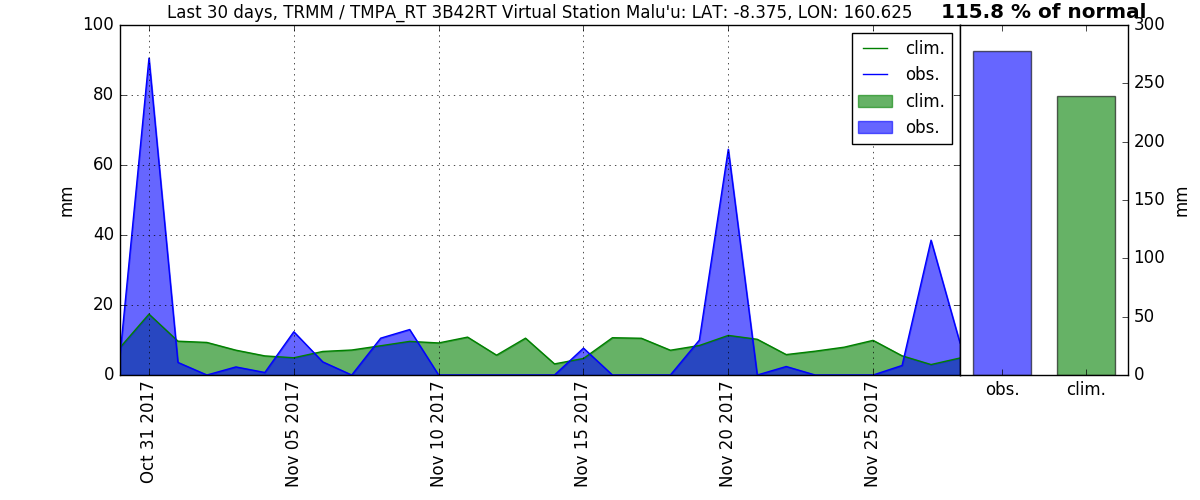 Last 30 days, TRMM / TMPA_RT 3B42RT Virtual Station Malu'u: LAT: -8.375, LON: 160.625
115.8 % of normal
100
80
60
40
20
0
mm
clim.
obs.
clim.
obs.
Oct 31 2017
Nov 05 2017
Nov 10 2017
Nov 15 2017
Nov 20 2017
Nov 25 2017
300
250
200
150
100
50
0
mm
obs.
clim.